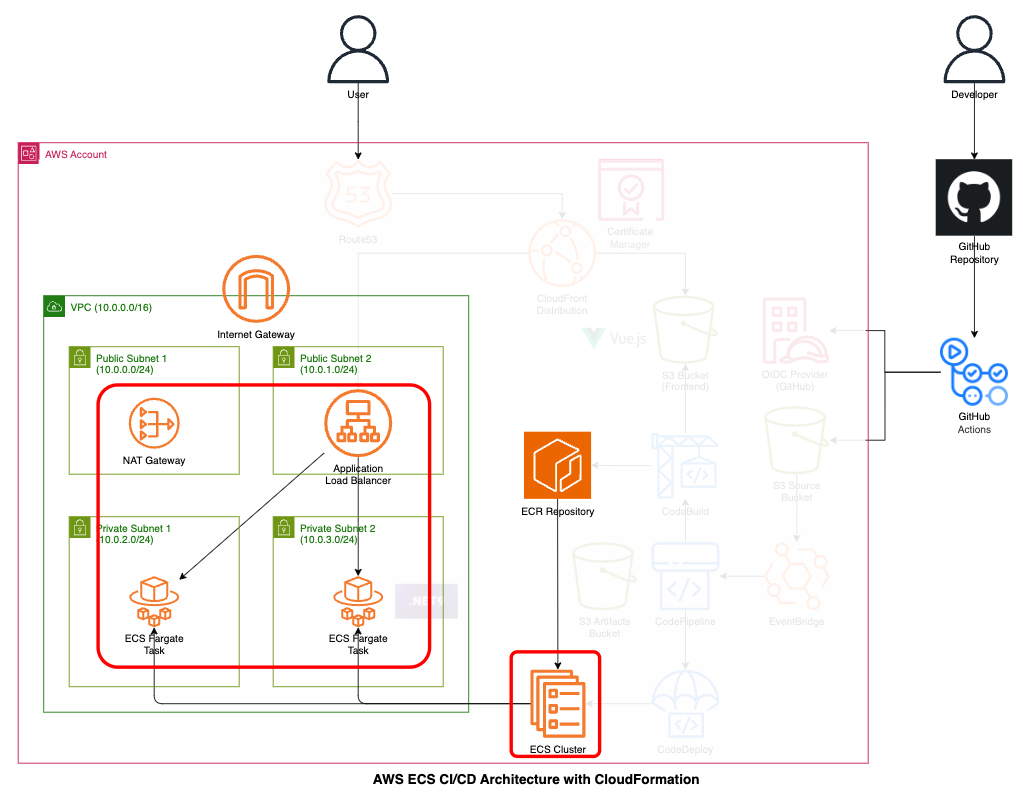 User
Developer
AWS Account
53
Route53
Certificate
Manager
GitHub
Repository
CloudFront
Distribution
Internet Gateway
VPC (10.0.0.0/16)
Vue.js
Public Subnet 1
(10.0.0.0/24)
Public Subnet 2
(10.0.1.0/24)
S3 Bucket
(Frontend)
OIDC Provider
(GitHub)
GitHub
Actions
NAT Gateway
Application
Load Balancer
ECR Repository
CodeBuild
S3 Source
Bucket
Private Subnet 1
(10.0.2.0/24)
Private Subnet 2
(10.0.3.0/24)
.NET9
ECS Fargate
Task
ECS Fargate
Task
S3 Artifacts
Bucket
CodePipeline
EventBridge
ECS Cluster
CodeDeploy
AWS ECS CI/CD Architecture with CloudFormation